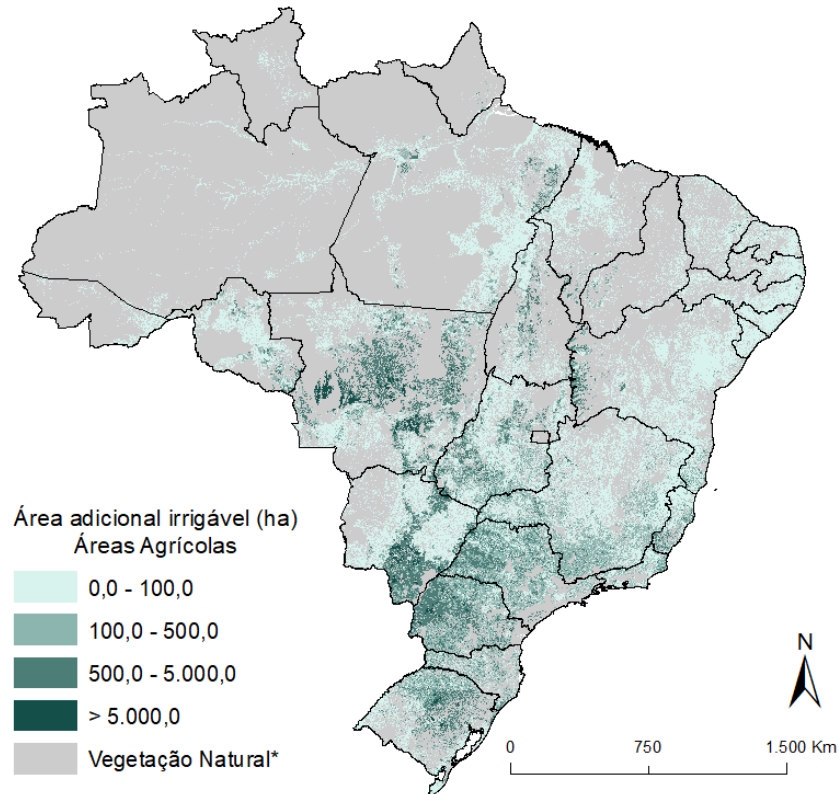 Área adicional irrigável (ha)
Áreas Agrícolas
0,0 - 100,0
100,0 - 500,0
500,0 - 5.000,0
> 5.000,0
Vegetação Natural*
N
0 750 1.500 Km